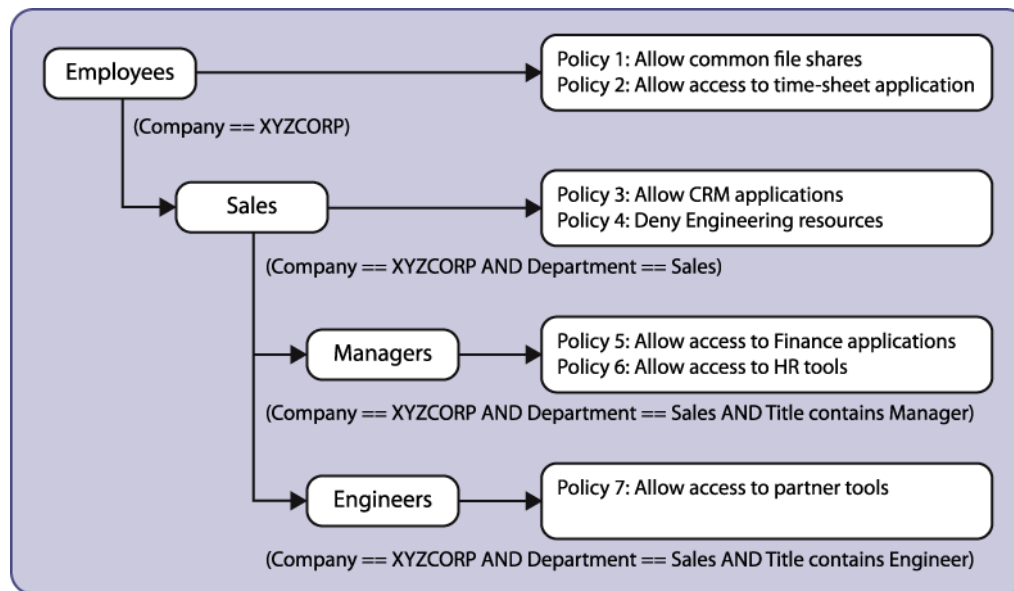 Employees
Policy 1: Allow common file shares
Policy 2: Allow access to time-sheet application
(Company == XYZCORP)
Sales
Policy 3: Allow CRM applications
Policy 4: Deny Engineering resources
(Company == XYZCORP AND Department == Sales)
Managers
Policy 5: Allow access to Finance applications
Policy 6: Allow access to HR tools
(Company == XYZCORP AND Department == Sales AND Title contains Manager)
Engineers
Policy 7: Allow access to partner tools
(Company == XYZCORP AND Department == Sales AND Title contains Engineer)